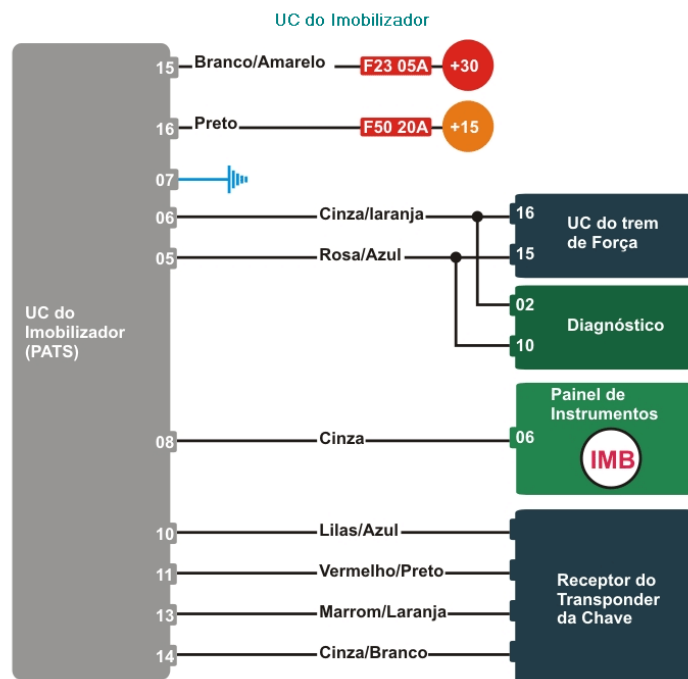 UC do Imobilizador
15 Branco/Amarelo F23 05A +30
16 Preto F50 20A +15
07
06 Cinza/laranja 16
05 Rosa/Azul 15
UC do trem
de Força
02
10
Diagnóstico
UC do
Imobilizador
(PATS)
Painel de
Instrumentos
08 Cinza 06
IMB
10 Lilas/Azul
11 Vermelho/Preto
13 Marrom/Laranja
14 Cinza/Branco
Receptor do
Transponder
da Chave